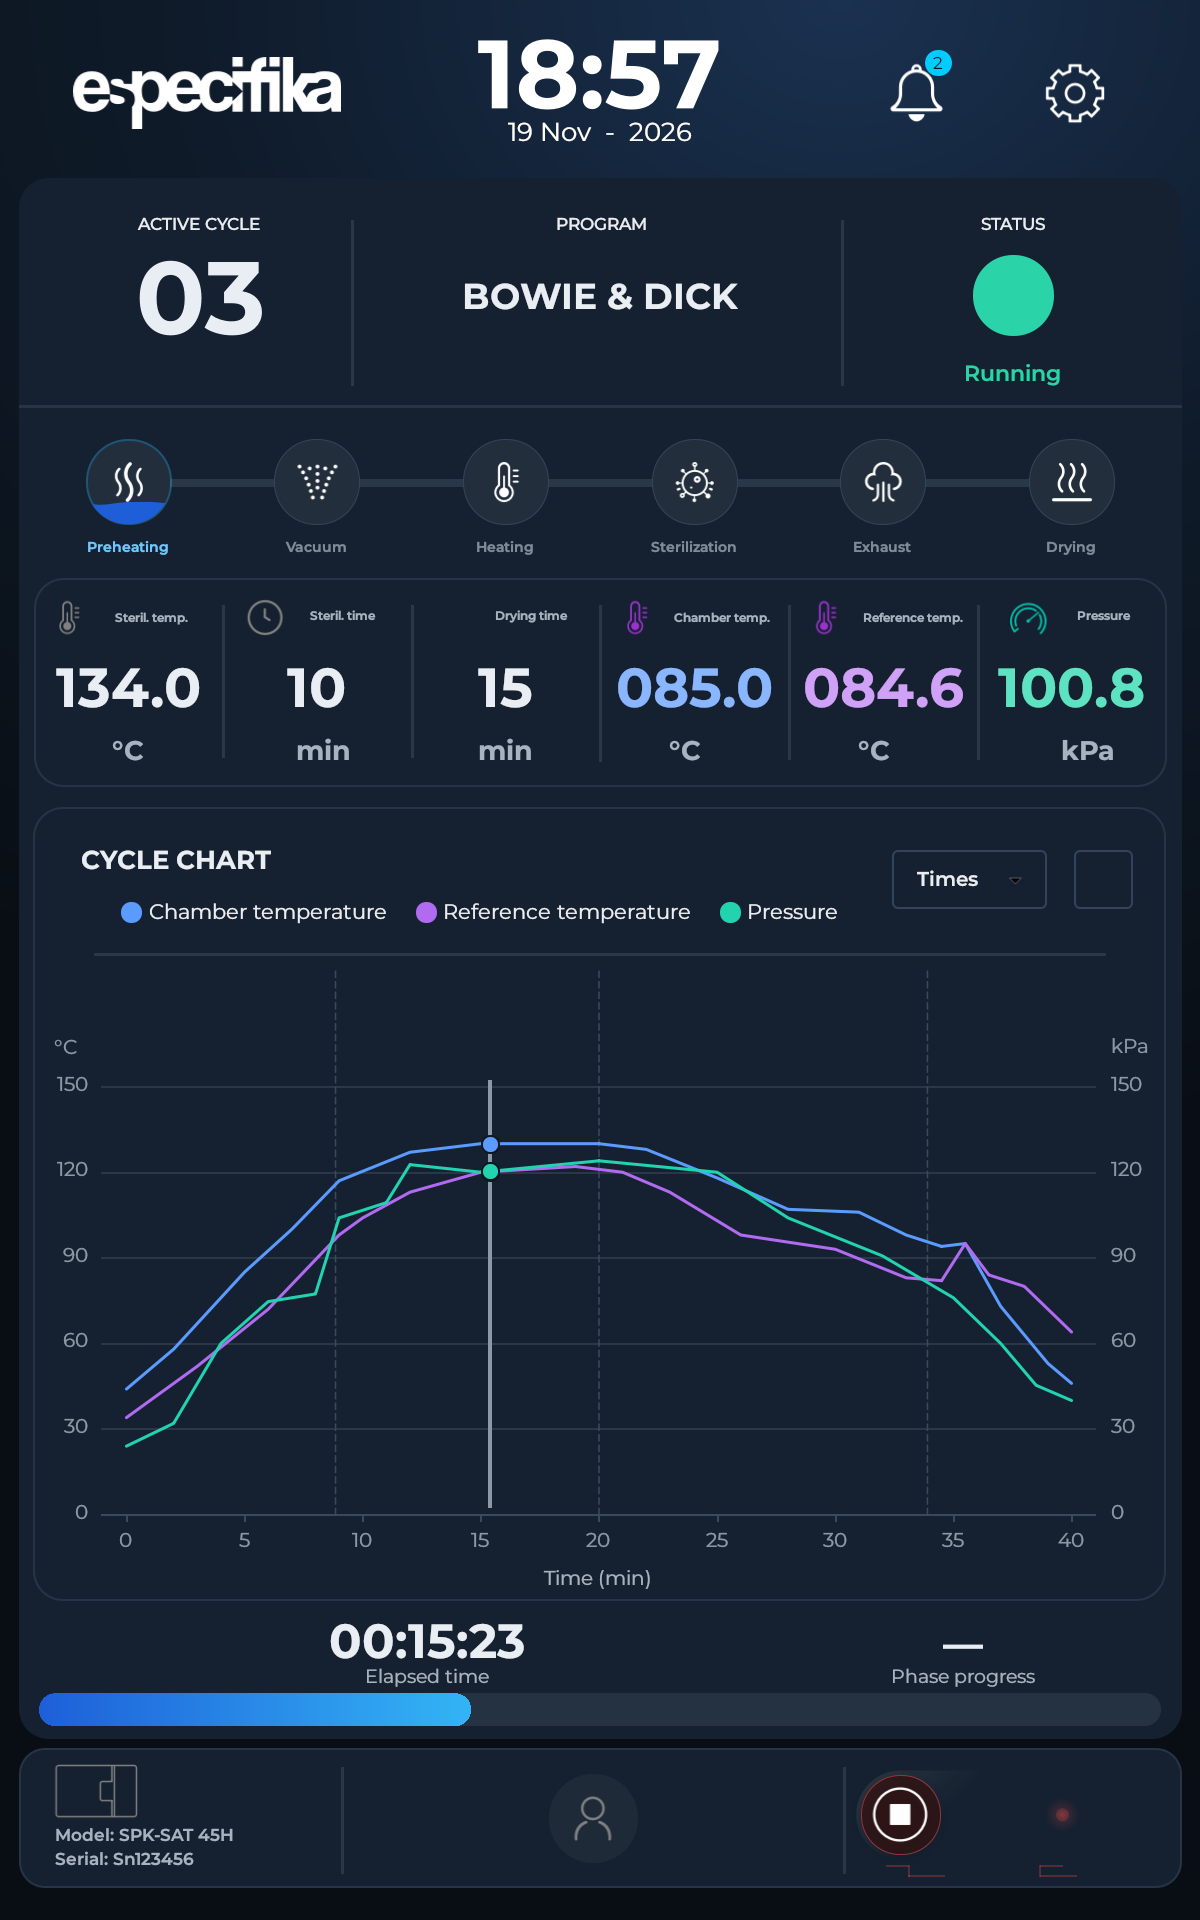 especifika
18:57
19 Nov - 2026
2
ACTIVE CYCLE
03
PROGRAM
BOWIE & DICK
STATUS
Running
Preheating
Vacuum
Heating
Sterilization
Exhaust
Drying
Steril. temp.
134.0
°C
Steril. time
10
min
Drying time
15
min
Chamber temp.
085.0
°C
Reference temp.
084.6
°C
Pressure
100.8
kPa
CYCLE CHART
Times
Chamber temperature
Reference temperature
Pressure
°C
kPa
150
150
120
120
90
90
60
60
30
30
0
0
0 5 10 15 20 25 30 35 40
Time (min)
00:15:23
Elapsed time
—
Phase progress
Model: SPK-SAT 45H
Serial: Sn123456